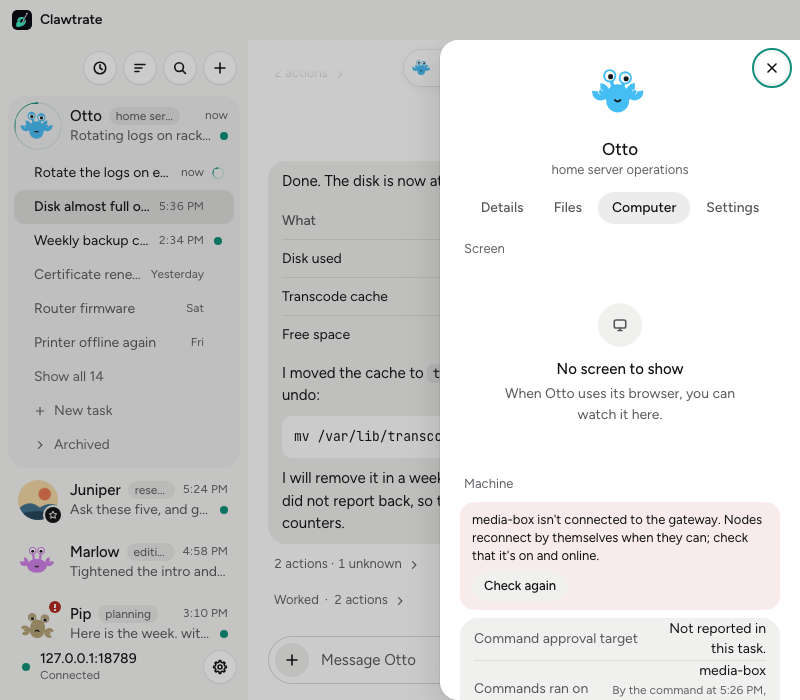 Clawtrate
Otto home ser... now
Rotating logs on rack...
Rotate the logs on e... now
Disk almost full o... 5:36 PM
Weekly backup c... 2:34 PM
Certificate rene... Yesterday
Router firmware Sat
Printer offline again Fri
Show all 14
New task
Archived
Juniper rese... 5:24 PM
Ask these five, and g...
Marlow editi... 4:58 PM
Tightened the intro and...
Pip planning 3:10 PM
Here is the week. wit...
127.0.0.1:18789
Connected
2 actions
Done. The disk is now at
What
Disk used
Transcode cache
Free space
I moved the cache to
undo:
mv /var/lib/transco
I will remove it in a week
did not report back, so t
counters.
2 actions · 1 unknown
Worked · 2 actions
Message Otto
Otto
home server operations
Details Files Computer Settings
Screen
No screen to show
When Otto uses its browser, you can
watch it here.
Machine
media-box isn't connected to the gateway. Nodes
reconnect by themselves when they can; check
that it's on and online.
Check again
Command approval target Not reported in
this task.
Commands ran on media-box
By the command at 5:26 PM,